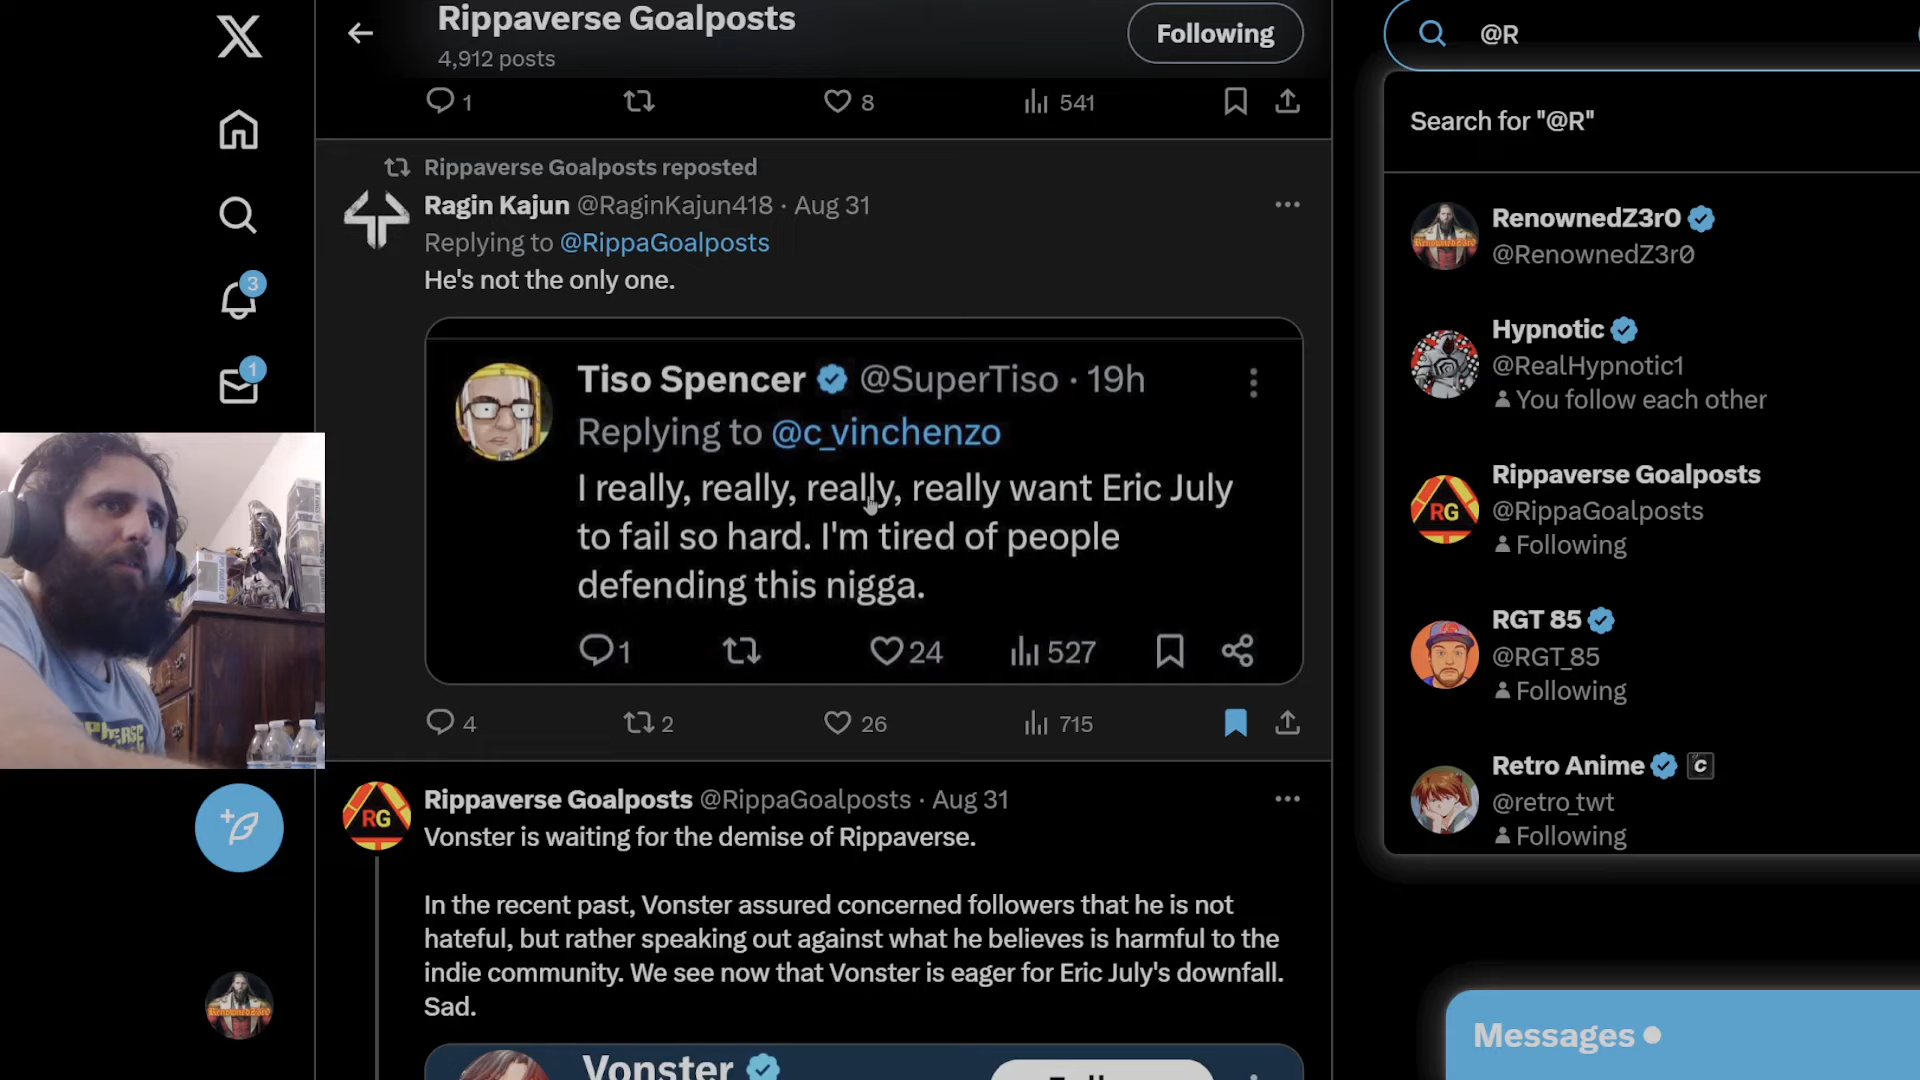 Rippaverse Goalposts
4,912 posts
Following
@R
1
8
541
Search for "@R"
Rippaverse Goalposts reposted
Ragin Kajun @RaginKajun418 · Aug 31
Replying to @RippaGoalposts
He's not the only one.
Tiso Spencer @SuperTiso · 19h
Replying to @c_vinchenzo
I really, really, really, really want Eric July
to fail so hard. I'm tired of people
defending this nigga.
1
24
527
4
2
26
715
Rippaverse Goalposts @RippaGoalposts · Aug 31
Vonster is waiting for the demise of Rippaverse.
In the recent past, Vonster assured concerned followers that he is not
hateful, but rather speaking out against what he believes is harmful to the
indie community. We see now that Vonster is eager for Eric July's downfall.
Sad.
Vonster
RenownedZ3r0
@RenownedZ3r0
Hypnotic
@RealHypnotic1
You follow each other
Rippaverse Goalposts
@RippaGoalposts
Following
RGT 85
@RGT_85
Following
Retro Anime
@retro_twt
Following
Messages
3
1
RG
RG
RenownedZ3r0